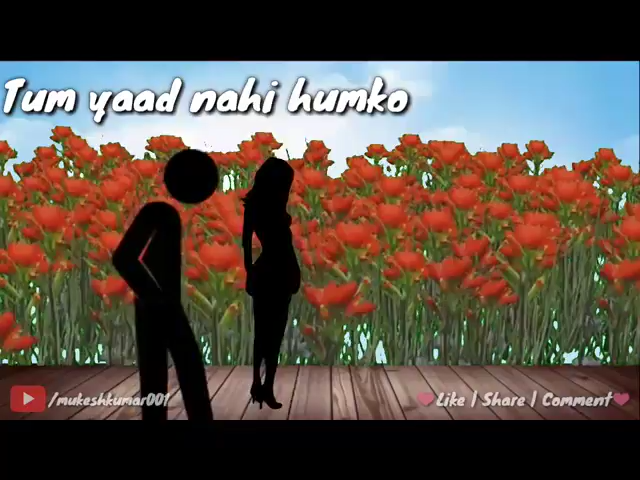 Tum yaad nahi humko
/mukeshkumar001
Like | Share | Comment